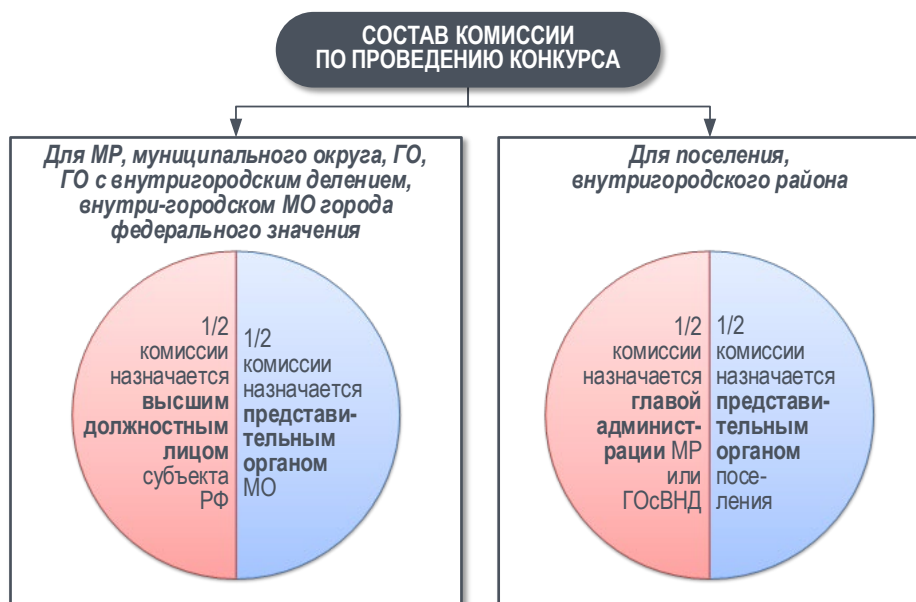 СОСТАВ КОМИССИИ
ПО ПРОВЕДЕНИЮ КОНКУРСА
Для МР, муниципального округа, ГО,
ГО с внутригородским делением,
внутри-городском МО города
федерального значения
1/2
комиссии
назначается
высшим
должностным
лицом
субъекта
РФ
1/2
комиссии
назначается
представи-
тельным
органом
МО
Для поселения,
внутригородского района
1/2
комиссии
назначается
главой
админист-
рации МР
или
ГОсВНД
1/2
комиссии
назначается
представи-
тельным
органом
посе-
ления